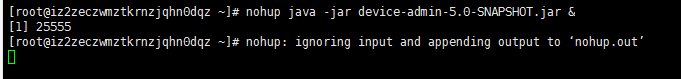 [root@iz2zeczwmztkrnzjqhn0dqz ~]# nohup java -jar device-admin-5.0-SNAPSHOT.jar &
[1] 25555
[root@iz2zeczwmztkrnzjqhn0dqz ~]# nohup: ignoring input and appending output to ‘nohup.out’